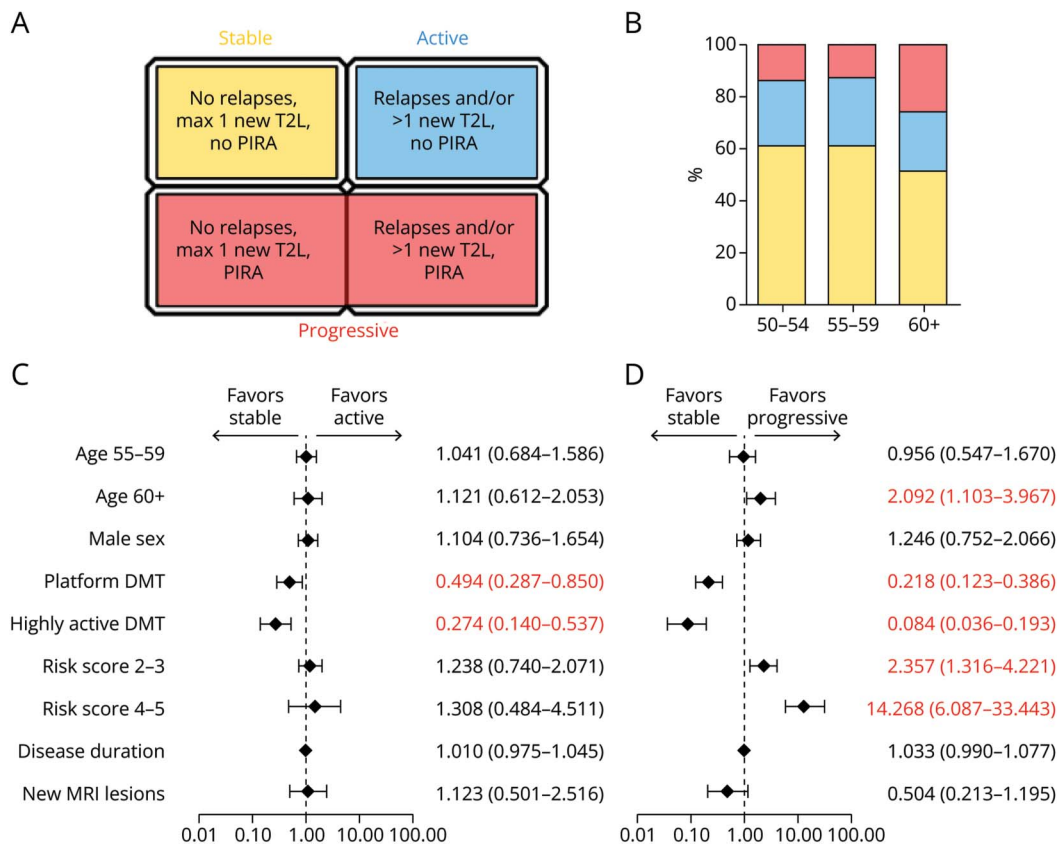 A
Stable
Active
No relapses,
max 1 new T2L,
no PIRA
Relapses and/or
>1 new T2L,
no PIRA
No relapses,
max 1 new T2L,
PIRA
Relapses and/or
>1 new T2L,
PIRA
Progressive
B
100
80
60
40
20
0
%
50–54
55–59
60+
C
Favors
stable
Favors
active
Age 55–59
1.041 (0.684–1.586)
Age 60+
1.121 (0.612–2.053)
Male sex
1.104 (0.736–1.654)
Platform DMT
0.494 (0.287–0.850)
Highly active DMT
0.274 (0.140–0.537)
Risk score 2–3
1.238 (0.740–2.071)
Risk score 4–5
1.308 (0.484–4.511)
Disease duration
1.010 (0.975–1.045)
New MRI lesions
1.123 (0.501–2.516)
0.01 0.10 1.00 10.00 100.00
D
Favors
stable
Favors
progressive
0.956 (0.547–1.670)
2.092 (1.103–3.967)
1.246 (0.752–2.066)
0.218 (0.123–0.386)
0.084 (0.036–0.193)
2.357 (1.316–4.221)
14.268 (6.087–33.443)
1.033 (0.990–1.077)
0.504 (0.213–1.195)
0.01 0.10 1.00 10.00 100.00